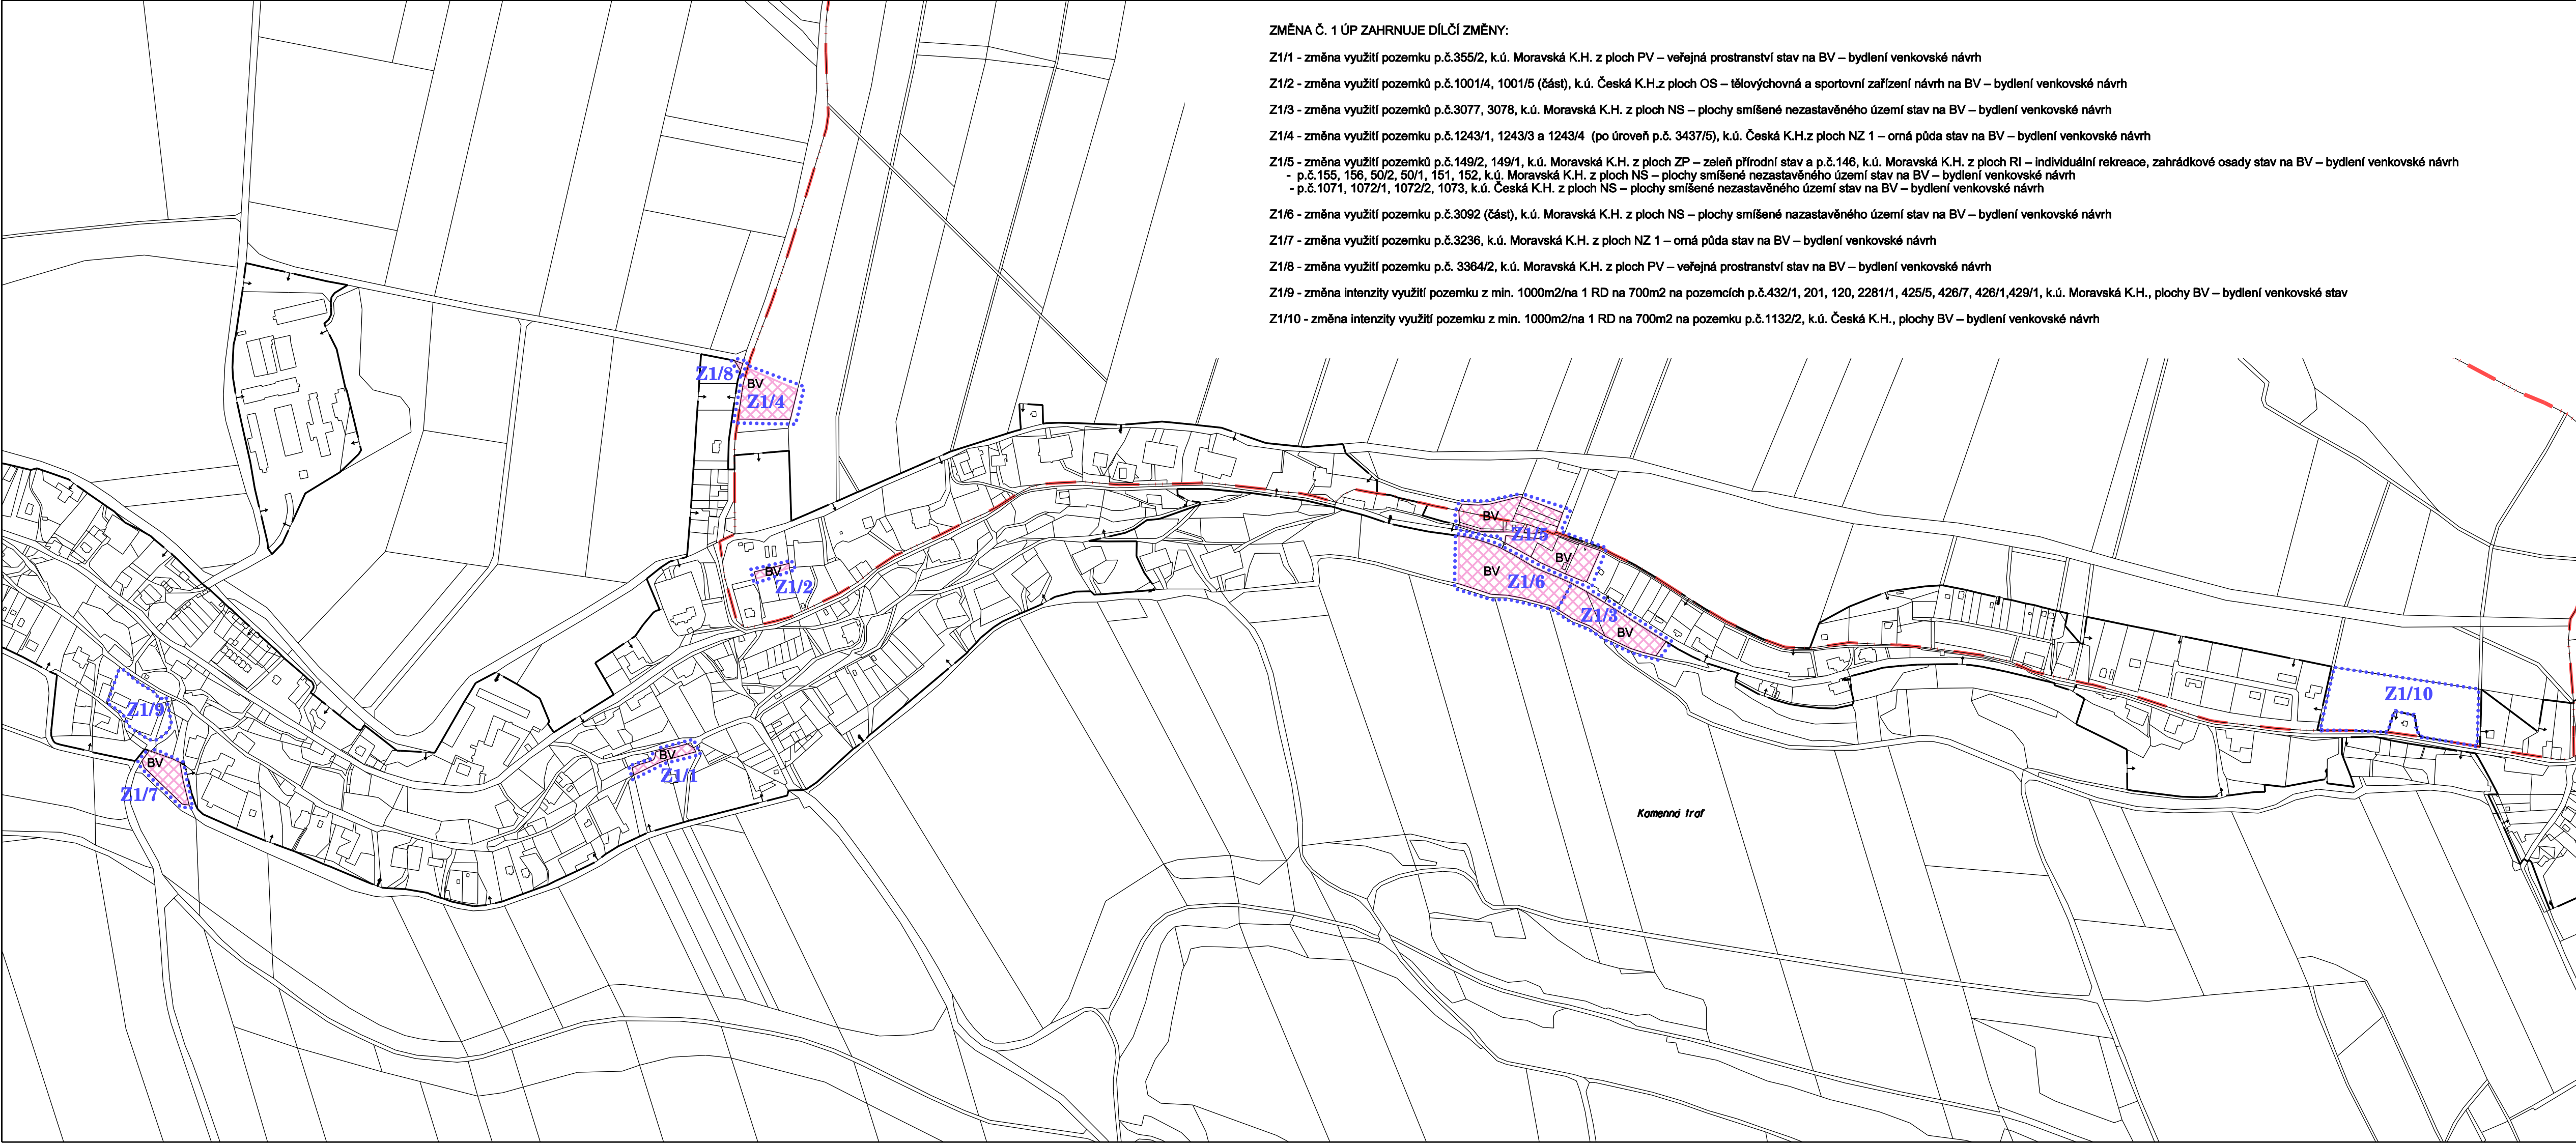 ZMĚNA Č. 1 ÚP ZAHRNUJE DÍLČÍ ZMĚNY:
Z1/1 - změna využití pozemku p.č.355/2, k.ú. Moravská K.H. z ploch PV – veřejná prostranství stav na BV – bydlení venkovské návrh
Z1/2 - změna využití pozemků p.č.1001/4, 1001/5 (část), k.ú. Česká K.H.z ploch OS – tělovýchovná a sportovní zařízení návrh na BV – bydlení venkovské návrh
Z1/3 - změna využití pozemků p.č.3077, 3078, k.ú. Moravská K.H. z ploch NS – plochy smíšené nezastavěného území stav na BV – bydlení venkovské návrh
Z1/4 - změna využití pozemku p.č.1243/1, 1243/3 a 1243/4 (po úroveň p.č. 3437/5), k.ú. Česká K.H.z ploch NZ 1 – orná půda stav na BV – bydlení venkovské návrh
Z1/5 - změna využití pozemků p.č.149/2, 149/1, k.ú. Moravská K.H. z ploch ZP – zeleň přírodní stav a p.č.146, k.ú. Moravská K.H. z ploch RI – individuální rekreace, zahrádkové osady stav na BV – bydlení venkovské návrh
- p.č.155, 156, 50/2, 50/1, 151, 152, k.ú. Moravská K.H. z ploch NS – plochy smíšené nezastavěného území stav na BV – bydlení venkovské návrh
- p.č.1071, 1072/1, 1072/2, 1073, k.ú. Česká K.H. z ploch NS – plochy smíšené nezastavěného území stav na BV – bydlení venkovské návrh
Z1/6 - změna využití pozemku p.č.3092 (část), k.ú. Moravská K.H. z ploch NS – plochy smíšené nazastavěného území stav na BV – bydlení venkovské návrh
Z1/7 - změna využití pozemku p.č.3236, k.ú. Moravská K.H. z ploch NZ 1 – orná půda stav na BV – bydlení venkovské návrh
Z1/8 - změna využití pozemku p.č. 3364/2, k.ú. Moravská K.H. z ploch PV – veřejná prostranství stav na BV – bydlení venkovské návrh
Z1/9 - změna intenzity využití pozemku z min. 1000m2/na 1 RD na 700m2 na pozemcích p.č.432/1, 201, 120, 2281/1, 425/5, 426/7, 426/1,429/1, k.ú. Moravská K.H., plochy BV – bydlení venkovské stav
Z1/10 - změna intenzity využití pozemku z min. 1000m2/na 1 RD na 700m2 na pozemku p.č.1132/2, k.ú. Česká K.H., plochy BV – bydlení venkovské návrh
Z1/8
BV
Z1/4
BV
Z1/5
BV
BV
Z1/2
BV
Z1/6
Z1/3
BV
Z1/10
Z1/9
BV
Z1/7
BV
Z1/1
Kamenná trať